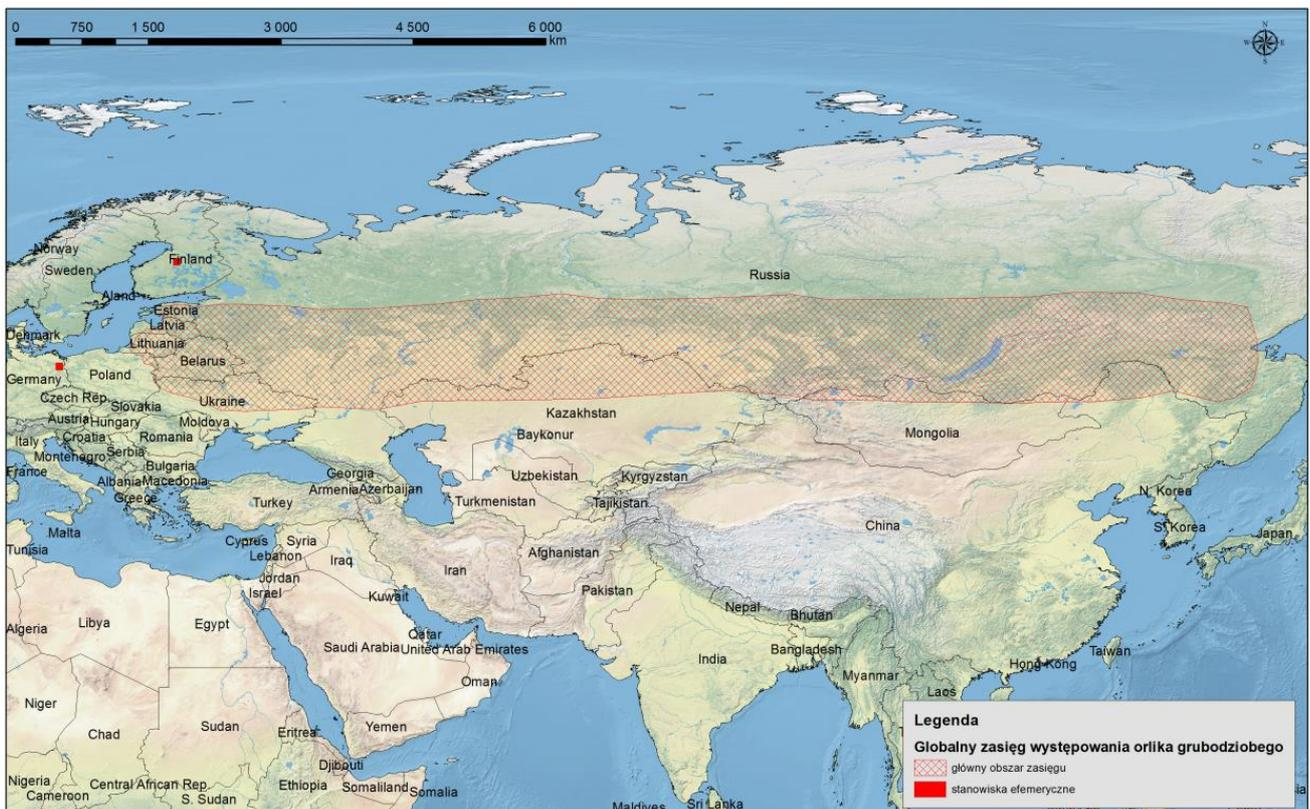 0 750 1 500 3 000 4 500 6 000
km
N
W E
S
Norway
Finland
Sweden
Russia
Aland
Estonia
Latvia
Denmark
Lithuania
Belarus
Germany
Poland
Czech Rep.
Ukraine
Slovakia
Kazakhstan
Austria Hungary
Moldova
Mongolia
Italy
Croatia
Romania
Baykonur
Serbia
Montenegro
Bulgaria
France
Georgia
Uzbekistan
Kyrgyzstan
Albania Macedonia
Armenia Azerbaijan
N. Korea
Greece
Turkey
Turkmenistan
Tajikistan
China
S. Korea
Malta
Japan
Cyprus
Syria
Tunisia
Lebanon
Afghanistan
Iraq
Iran
Jordan
Israel
Kuwait
Pakistan
Nepal
Bhutan
Algeria
Libya
Egypt
Qatar
Saudi Arabia
United Arab Emirates
India
Bangladesh
Taiwan
Hong Kong
Myanmar
Oman
Laos
Niger
Chad
Sudan
Eritrea
Yemen
Djibouti
Nigeria
Central African Rep.
Ethiopia
Somaliland
Somalia
Cameroon
S. Sudan
Maldives
Sri Lanka
Legenda
Globalny zasięg występowania orlika grubodziobego
główny obszar zasięgu
stanowiska efemeryczne